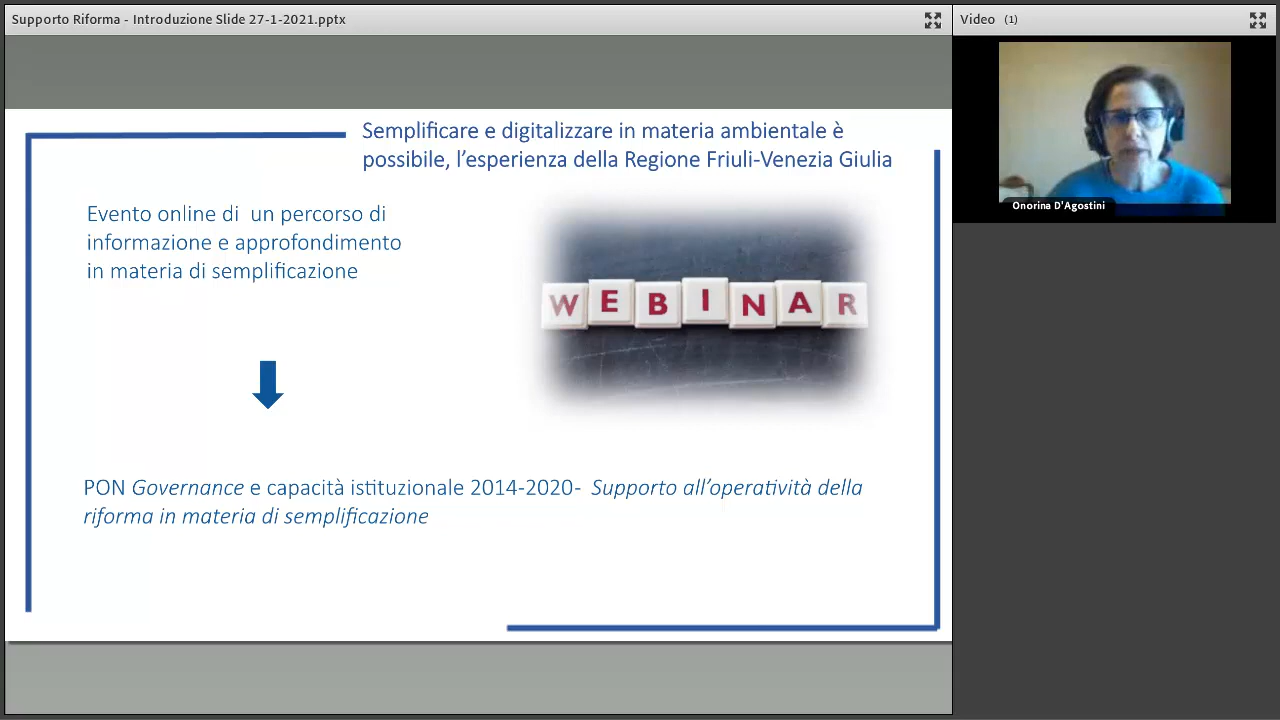 Supporto Riforma - Introduzione Slide 27-1-2021.pptx
Video (1)
Onorina D'Agostini
Semplificare e digitalizzare in materia ambientale è
possibile, l'esperienza della Regione Friuli-Venezia Giulia
Evento online di un percorso di
informazione e approfondimento
in materia di semplificazione
WEBINAR
PON Governance e capacità istituzionale 2014-2020- Supporto all'operatività della
riforma in materia di semplificazione